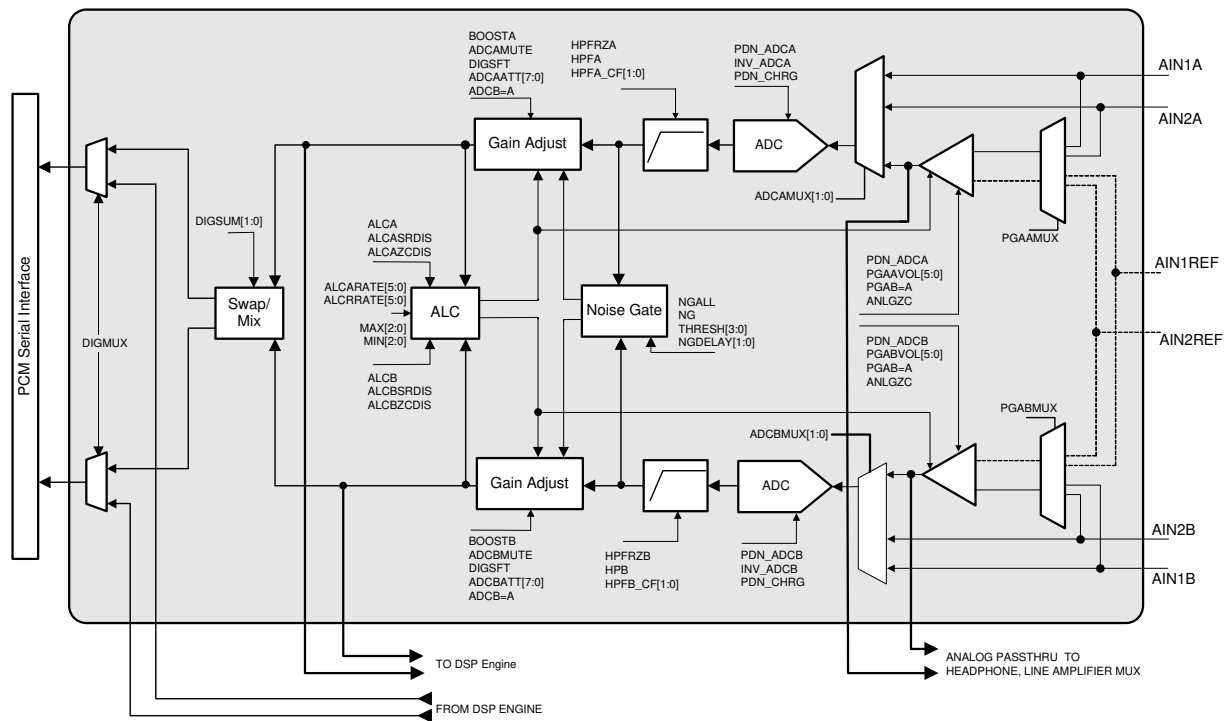 BOOSTA
ADCAMUTE
DIGSFT
ADCAATT[7:0]
ADCB=A
HPFRZA
HPFA
HPFA_CF[1:0]
PDN_ADCA
INV_ADCA
PDN_CHRG
AIN1A
AIN2A
Gain Adjust
ADC
ADCAMUX[1:0]
PGAAMUX
DIGSUM[1:0]
ALCA
ALCASRDIS
ALCAZCDIS
PDN_ADCA
PGAAVOL[5:0]
PGAB=A
ANLGZC
AIN1REF
PCM Serial Interface
DIGMUX
Swap/
Mix
ALCARATE[5:0]
ALCRRATE[5:0]
MAX[2:0]
MIN[2:0]
ALC
Noise Gate
NGALL
NG
THRESH[3:0]
NGDELAY[1:0]
AIN2REF
PDN_ADCB
PGABVOL[5:0]
PGAB=A
ANLGZC
ALCB
ALCBSRDIS
ALCBZCDIS
PGABMUX
ADCBMUX[1:0]
Gain Adjust
ADC
AIN2B
AIN1B
BOOSTB
ADCBMUTE
DIGSFT
ADCBATT[7:0]
ADCB=A
HPFRZB
HPB
HPFB_CF[1:0]
PDN_ADCB
INV_ADCB
PDN_CHRG
TO DSP Engine
ANALOG PASSTHRU TO
HEADPHONE, LINE AMPLIFIER MUX
FROM DSP ENGINE